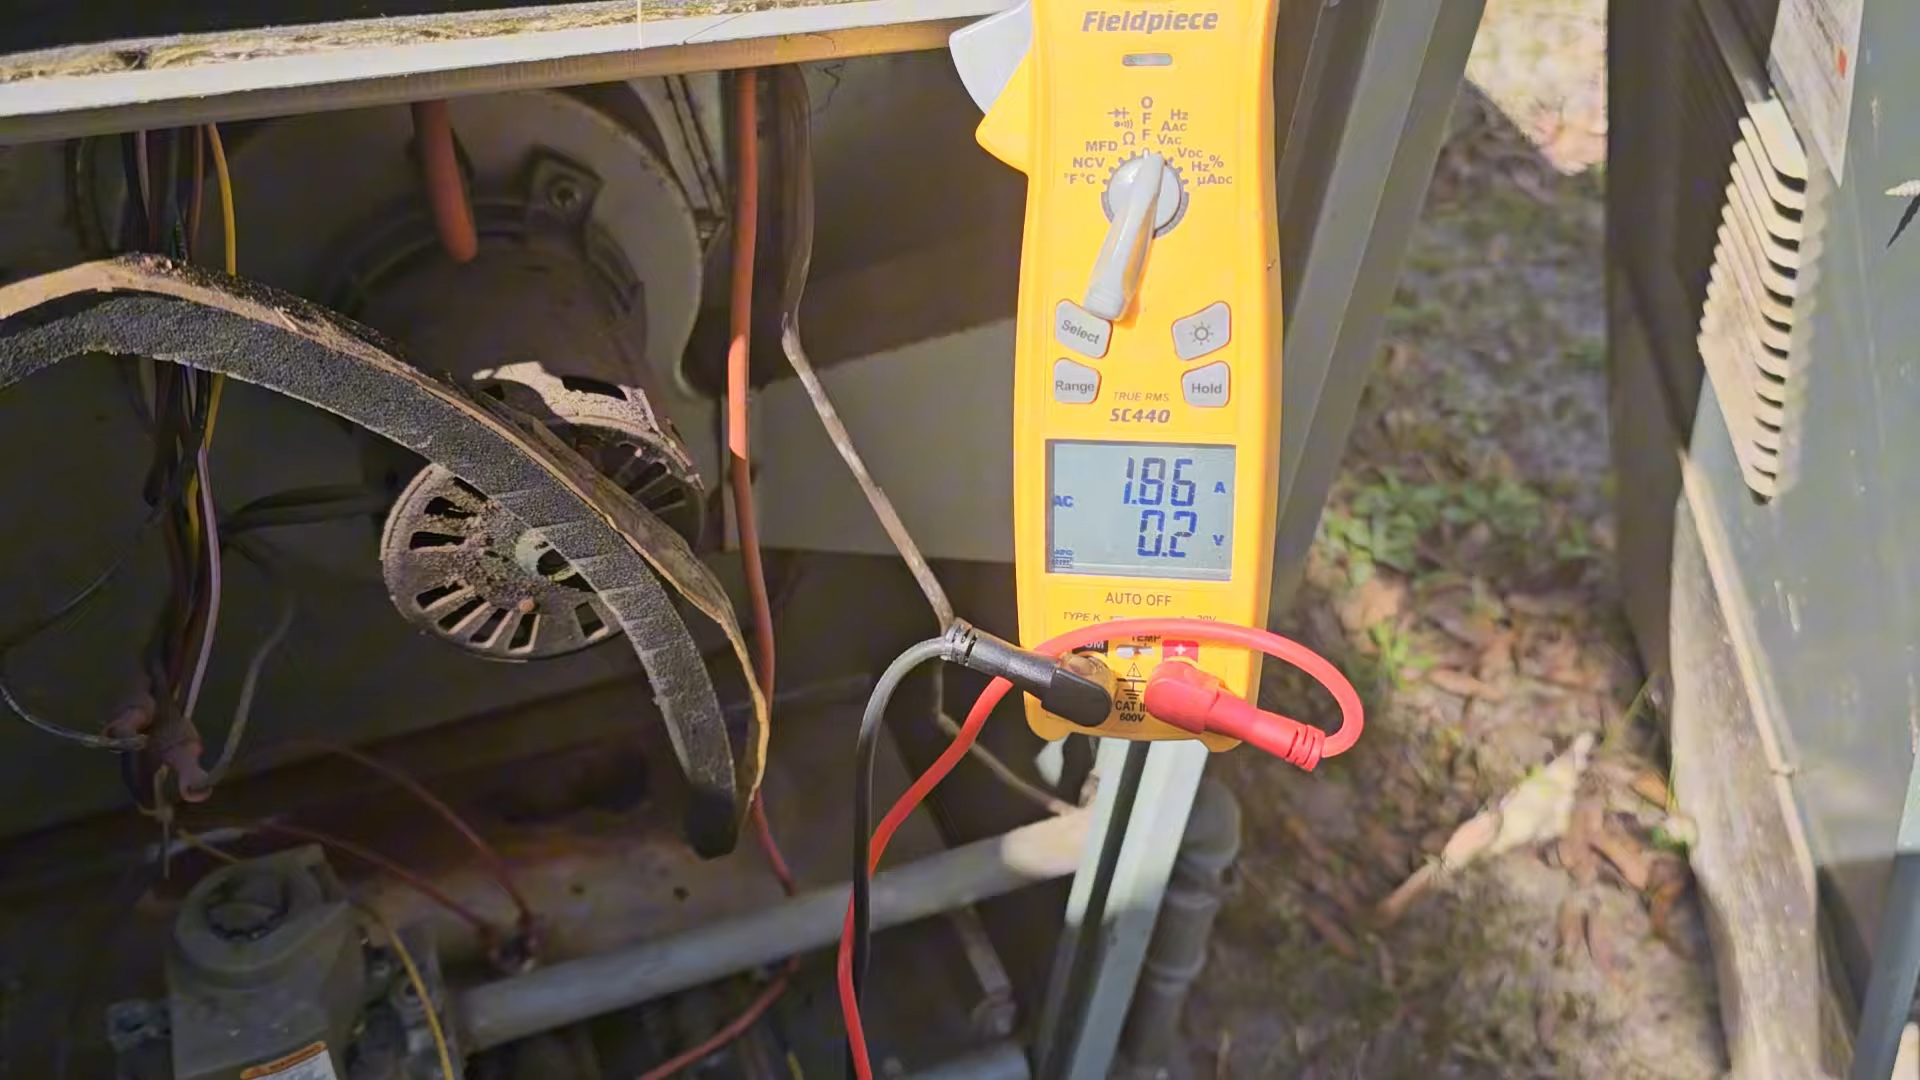 Fieldpiece
OFF
Hz
AAC
Ω
VAC
MFD
VDC
NCV
Hz%
°F°C
µADC
Select
Range
Hold
TRUE RMS
SC440
1.86 A
AC
0.2 V
AUTO OFF
TYPE K
TEMP
+
CAT III
600V